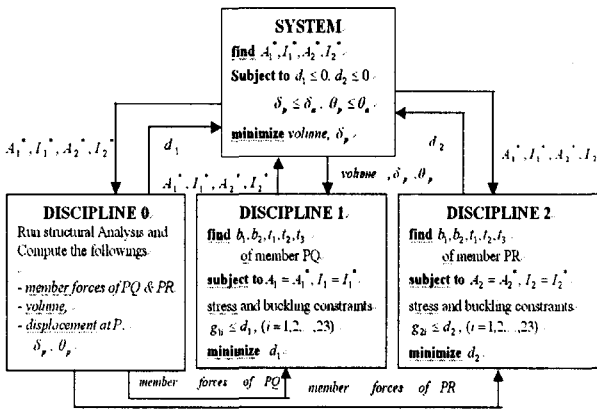 SYSTEM
find A₁*, I₁*, A₂*, I₂*
Subject to d₁ ≤ 0, d₂ ≤ 0
δₚ ≤ δₐ, θₚ ≤ θₐ
minimize volume, δₚ
A₁*, I₁*, A₂*, I₂*
d₁
A₁*, I₁*, A₂*, I₂*
volume, δₚ, θₚ
d₂
A₁*, I₁*, A₂*, I₂
DISCIPLINE 0
Run structural Analysis and
Compute the followings
- member forces of PQ & PR
- volume,
- displacement at P.
δₚ, θₚ
DISCIPLINE 1
find b₁, b₂, t₁, t₂, t₃
of member PQ
subject to A₁ = A₁*, I₁ = I₁*
stress and buckling constraints
g₁ᵢ ≤ d₁, (i = 1,2...,23)
minimize d₁
DISCIPLINE 2
find b₁, b₂, t₁, t₂, t₃
of member PR
subject to A₂ = A₂*, I₂ = I₂*
stress and buckling constraints
g₂ᵢ ≤ d₂, (i = 1,2...,23)
minimize d₂
member forces of PQ
member forces of PR